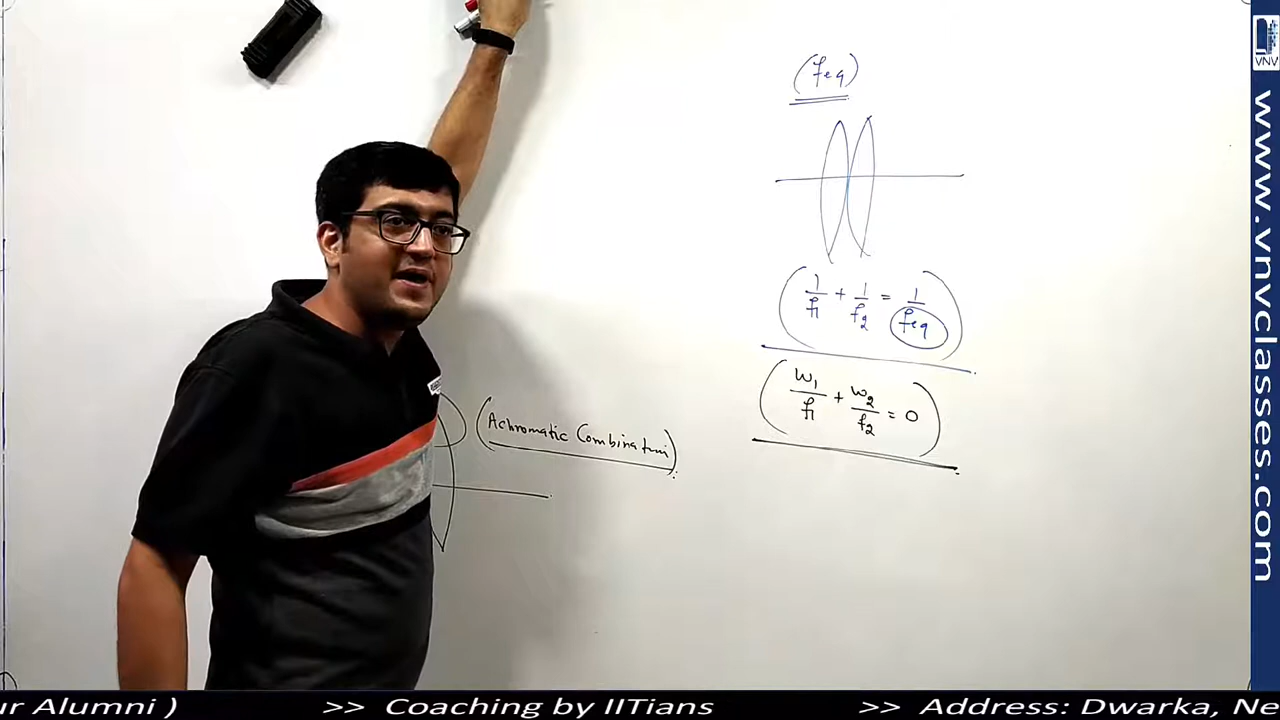 (feq)
1/f1 + 1/f2 = 1/feq
w1/f1 + w2/f2 = 0
(Achromatic Combination)
VNV
www.vnvclasses.com
ur Alumni ) >> Coaching by IITians >> Address: Dwarka, Ne